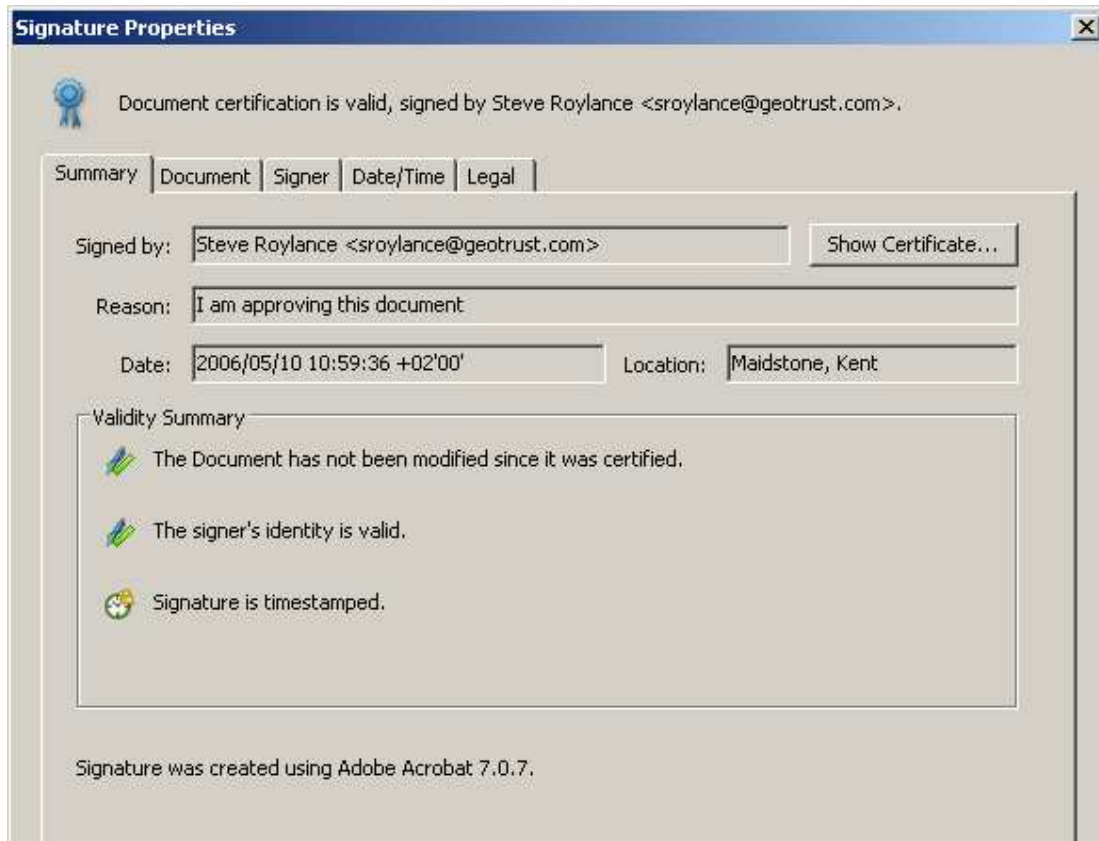 Signature Properties
Document certification is valid, signed by Steve Roylance <sroylance@geotrust.com>.
Summary Document Signer Date/Time Legal
Signed by: Steve Roylance <sroylance@geotrust.com> Show Certificate...
Reason: I am approving this document
Date: 2006/05/10 10:59:36 +02'00' Location: Maidstone, Kent
Validity Summary
The Document has not been modified since it was certified.
The signer's identity is valid.
Signature is timestamped.
Signature was created using Adobe Acrobat 7.0.7.